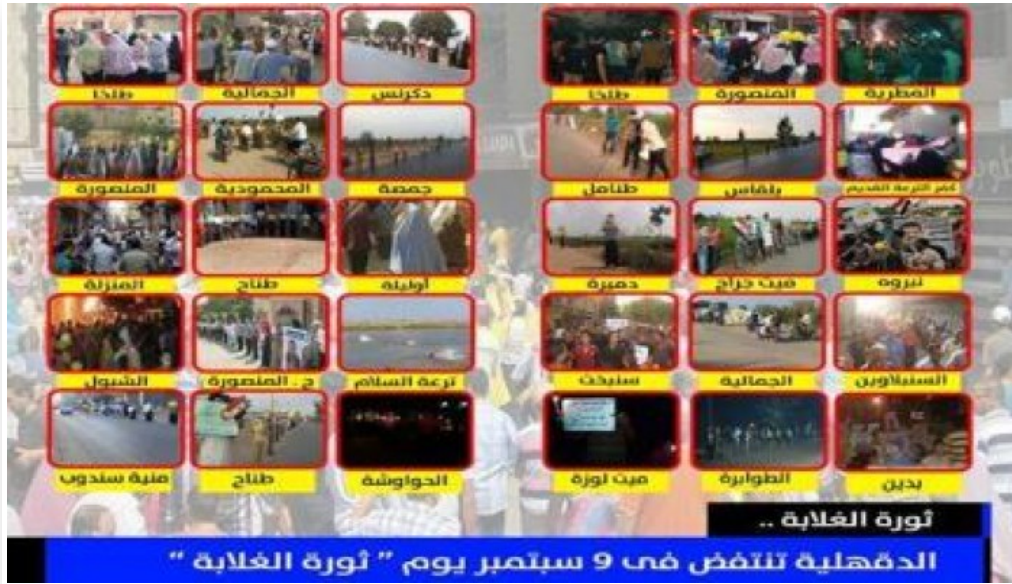 المطرية المنصورة طلخا دكرنس الجمالية طلخا
كفر الترعة القديم بلقاس طنامل جمصة المحمودية المنصورة
نبروه ميت جراح دميرة أويليلة طناح المنزلة
السنبلاوين الجمالية سنبخت ترعة السلام ج . المنصورة الشبول
بدين الطوابرة ميت لوزة الحواوشة طناح منية سندوب
ثورة الغلابة ..
الدقهلية تنتفض فى 9 سبتمبر يوم " ثورة الغلابة "